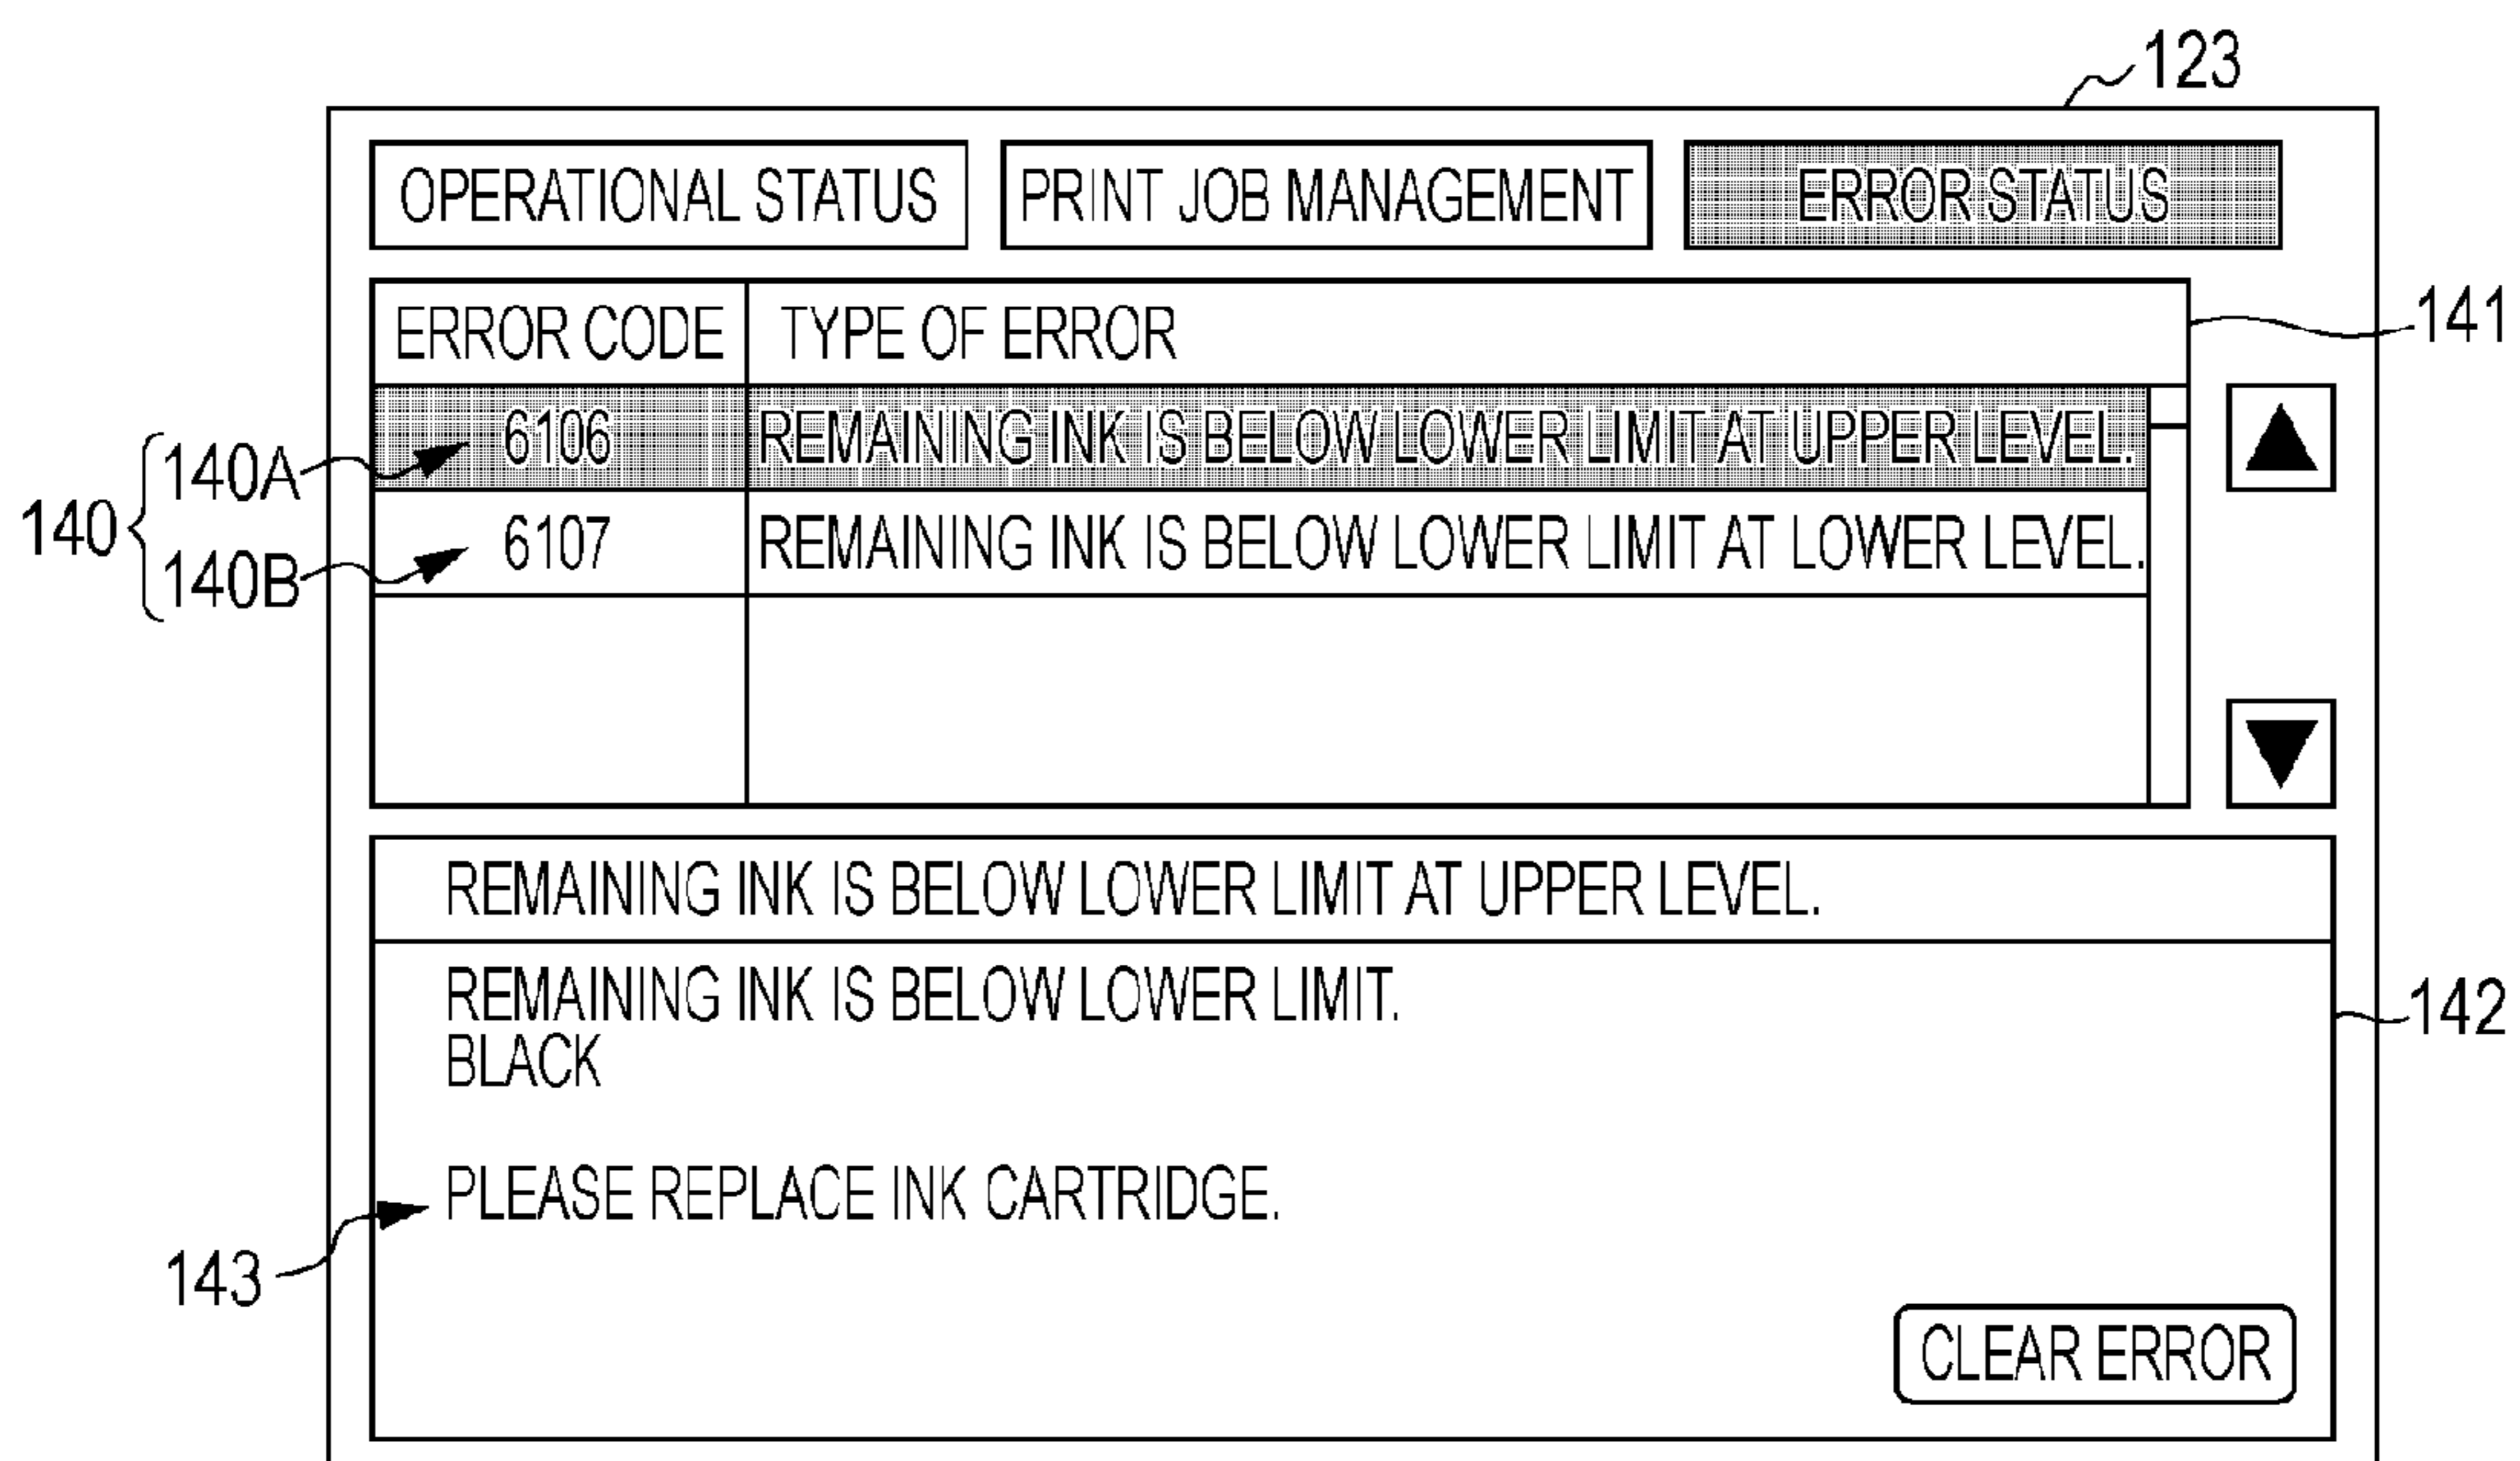 123
OPERATIONAL STATUS PRINT JOB MANAGEMENT ERROR STATUS
ERROR CODE TYPE OF ERROR 141
6106 REMAINING INK IS BELOW LOWER LIMIT AT UPPER LEVEL.
140 140A
6107 REMAINING INK IS BELOW LOWER LIMIT AT LOWER LEVEL.
140B
REMAINING INK IS BELOW LOWER LIMIT AT UPPER LEVEL.
REMAINING INK IS BELOW LOWER LIMIT.
142
BLACK
PLEASE REPLACE INK CARTRIDGE.
143
CLEAR ERROR